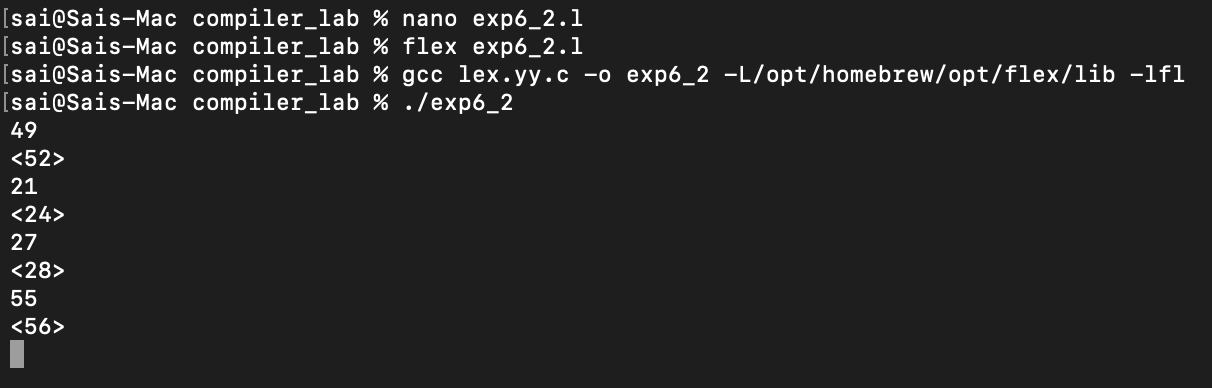 [sai@Sais-Mac compiler_lab % nano exp6_2.l
[sai@Sais-Mac compiler_lab % flex exp6_2.l
[sai@Sais-Mac compiler_lab % gcc lex.yy.c -o exp6_2 -L/opt/homebrew/opt/flex/lib -lfl
[sai@Sais-Mac compiler_lab % ./exp6_2
49
<52>
21
<24>
27
<28>
55
<56>